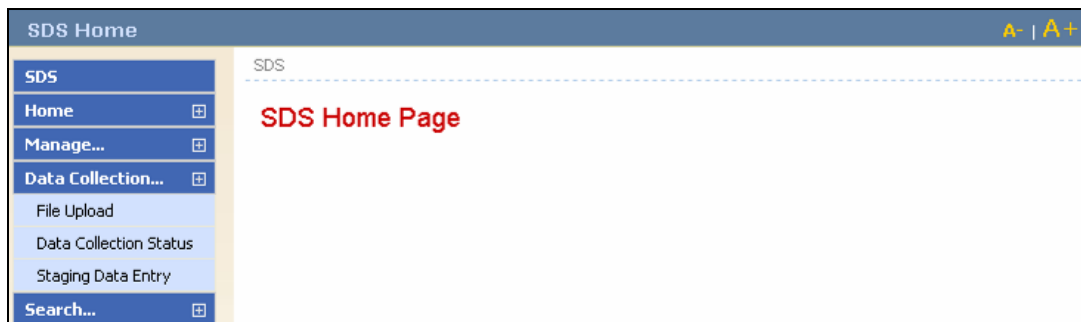 SDS Home
A- | A+
SDS
Home
Manage...
Data Collection...
File Upload
Data Collection Status
Staging Data Entry
Search...
SDS
SDS Home Page